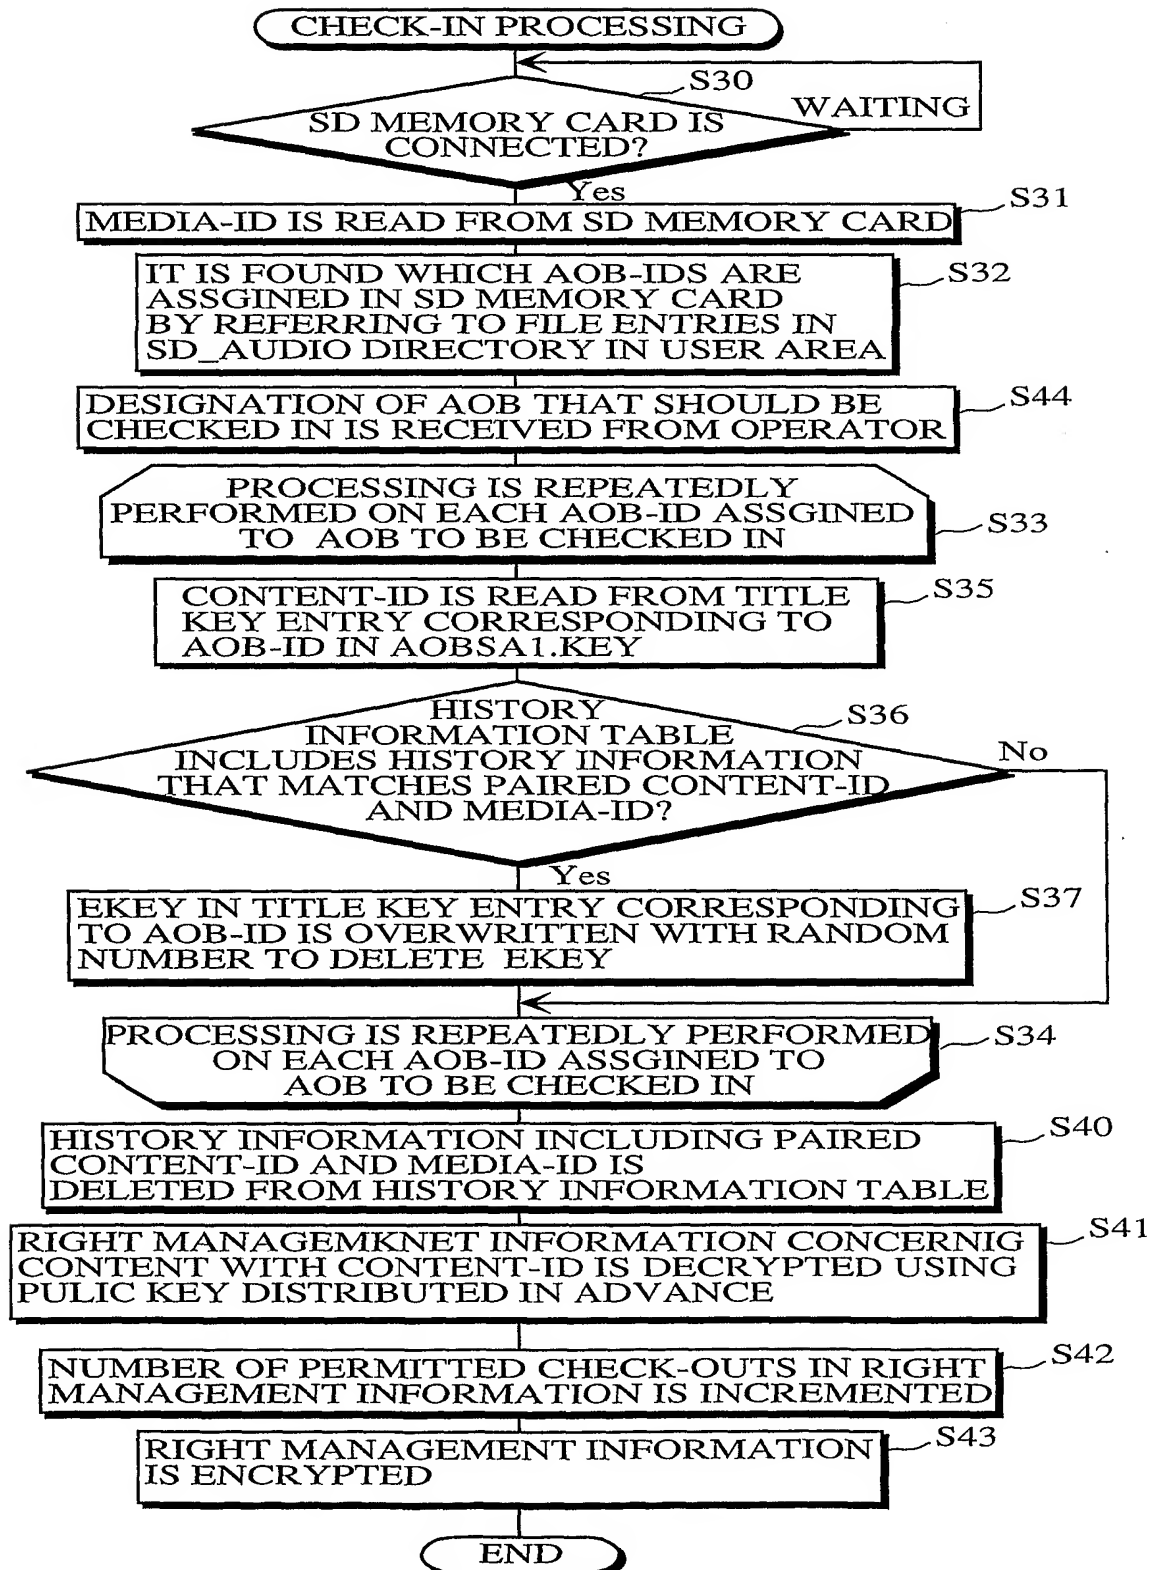 CHECK-IN PROCESSING
S30
WAITING
SD MEMORY CARD IS
CONNECTED?
Yes
S31
MEDIA-ID IS READ FROM SD MEMORY CARD
S32
IT IS FOUND WHICH AOB-IDS ARE
ASSGINED IN SD MEMORY CARD
BY REFERRING TO FILE ENTRIES IN
SD_AUDIO DIRECTORY IN USER AREA
S44
DESIGNATION OF AOB THAT SHOULD BE
CHECKED IN IS RECEIVED FROM OPERATOR
PROCESSING IS REPEATEDLY
PERFORMED ON EACH AOB-ID ASSGINED
TO AOB TO BE CHECKED IN
S33
S35
CONTENT-ID IS READ FROM TITLE
KEY ENTRY CORRESPONDING TO
AOB-ID IN AOBSA1.KEY
S36
HISTORY
INFORMATION TABLE
INCLUDES HISTORY INFORMATION
THAT MATCHES PAIRED CONTENT-ID
AND MEDIA-ID?
No
Yes
S37
EKEY IN TITLE KEY ENTRY CORRESPONDING
TO AOB-ID IS OVERWRITTEN WITH RANDOM
NUMBER TO DELETE EKEY
PROCESSING IS REPEATEDLY PERFORMED
ON EACH AOB-ID ASSGINED TO
AOB TO BE CHECKED IN
S34
S40
HISTORY INFORMATION INCLUDING PAIRED
CONTENT-ID AND MEDIA-ID IS
DELETED FROM HISTORY INFORMATION TABLE
S41
RIGHT MANAGEMKNET INFORMATION CONCERNIG
CONTENT WITH CONTENT-ID IS DECRYPTED USING
PULIC KEY DISTRIBUTED IN ADVANCE
S42
NUMBER OF PERMITTED CHECK-OUTS IN RIGHT
MANAGEMENT INFORMATION IS INCREMENTED
S43
RIGHT MANAGEMENT INFORMATION
IS ENCRYPTED
END